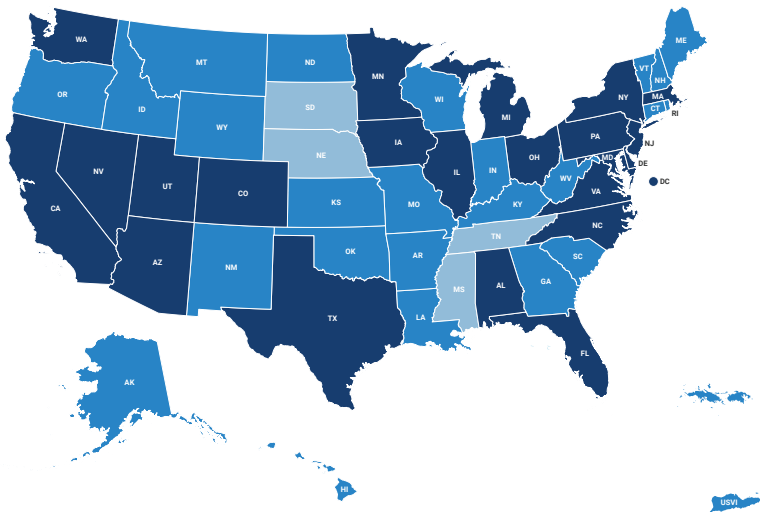 WA
MT
ND
MN
ME
VT
NH
OR
ID
SD
WI
NY
MA
CT
RI
WY
MI
IA
PA
NJ
NE
NV
UT
CO
IL
IN
OH
MD
DE
DC
WV
VA
CA
KS
MO
KY
NC
TN
AZ
NM
OK
AR
SC
MS
AL
GA
TX
LA
FL
AK
HI
USVI